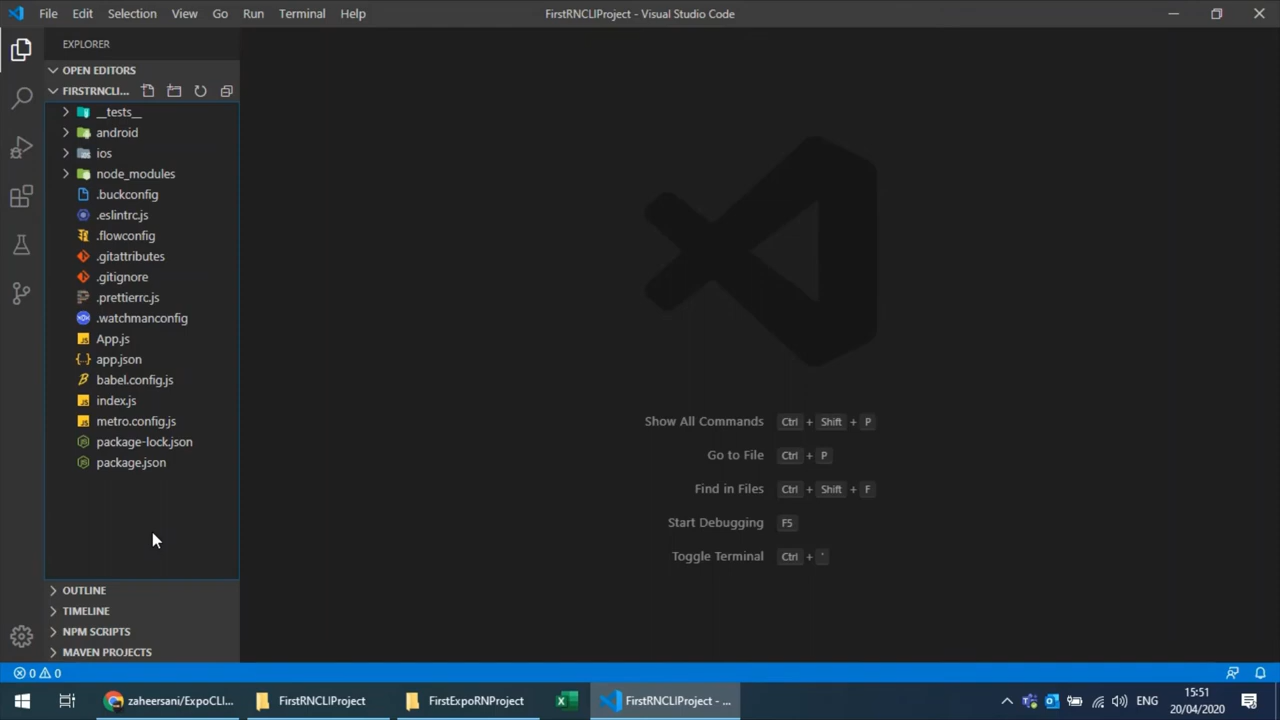 File Edit Selection View Go Run Terminal Help
FirstRNCLIProject - Visual Studio Code
EXPLORER
OPEN EDITORS
FIRSTRNCLI...
__tests__
android
ios
node_modules
.buckconfig
.eslintrc.js
.flowconfig
.gitattributes
.gitignore
.prettierrc.js
.watchmanconfig
App.js
app.json
babel.config.js
index.js
metro.config.js
package-lock.json
package.json
OUTLINE
TIMELINE
NPM SCRIPTS
MAVEN PROJECTS
Show All Commands Ctrl + Shift + P
Go to File Ctrl + P
Find in Files Ctrl + Shift + F
Start Debugging F5
Toggle Terminal Ctrl + `
0 0
zaheersani/ExpoCLI...
FirstRNCLIProject
FirstExpoRNProject
FirstRNCLIProject - ...
ENG
15:51
20/04/2020